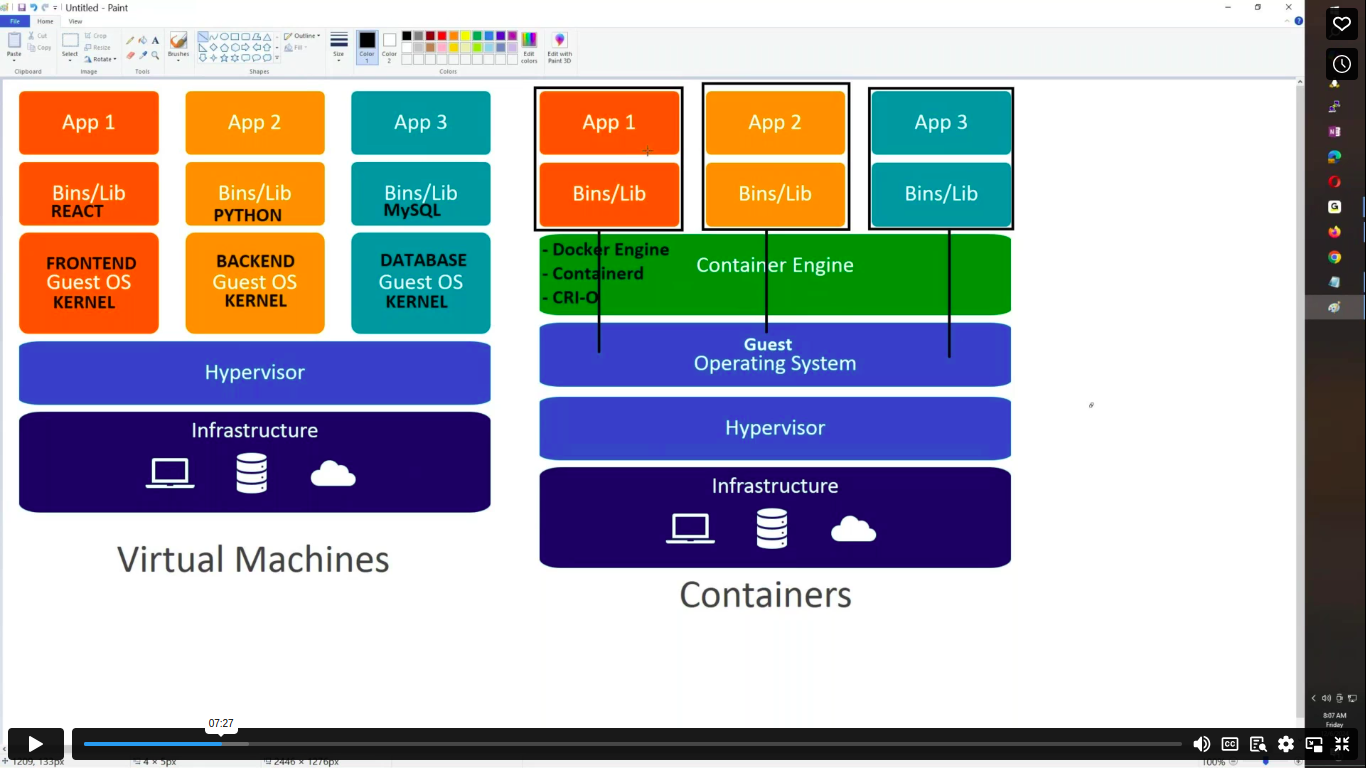 Untitled - Paint
File Home View
Paste
Cut
Copy
Clipboard
Select
Crop
Resize
Rotate
Image
Tools
Brushes
Shapes
Outline
Fill
Size
Color 1
Color 2
Colors
Edit colors
Edit with Paint 3D
App 1
App 2
App 3
Bins/Lib
REACT
Bins/Lib
PYTHON
Bins/Lib
MySQL
FRONTEND
Guest OS
KERNEL
BACKEND
Guest OS
KERNEL
DATABASE
Guest OS
KERNEL
Hypervisor
Infrastructure
Virtual Machines
App 1
App 2
App 3
Bins/Lib
Bins/Lib
Bins/Lib
- Docker Engine
- Containerd
- CRI-O
Container Engine
Guest
Operating System
Hypervisor
Infrastructure
Containers
8:07 AM
Friday
07:27
CC
1209, 133px
4 × 5px
2446 × 1276px
100%